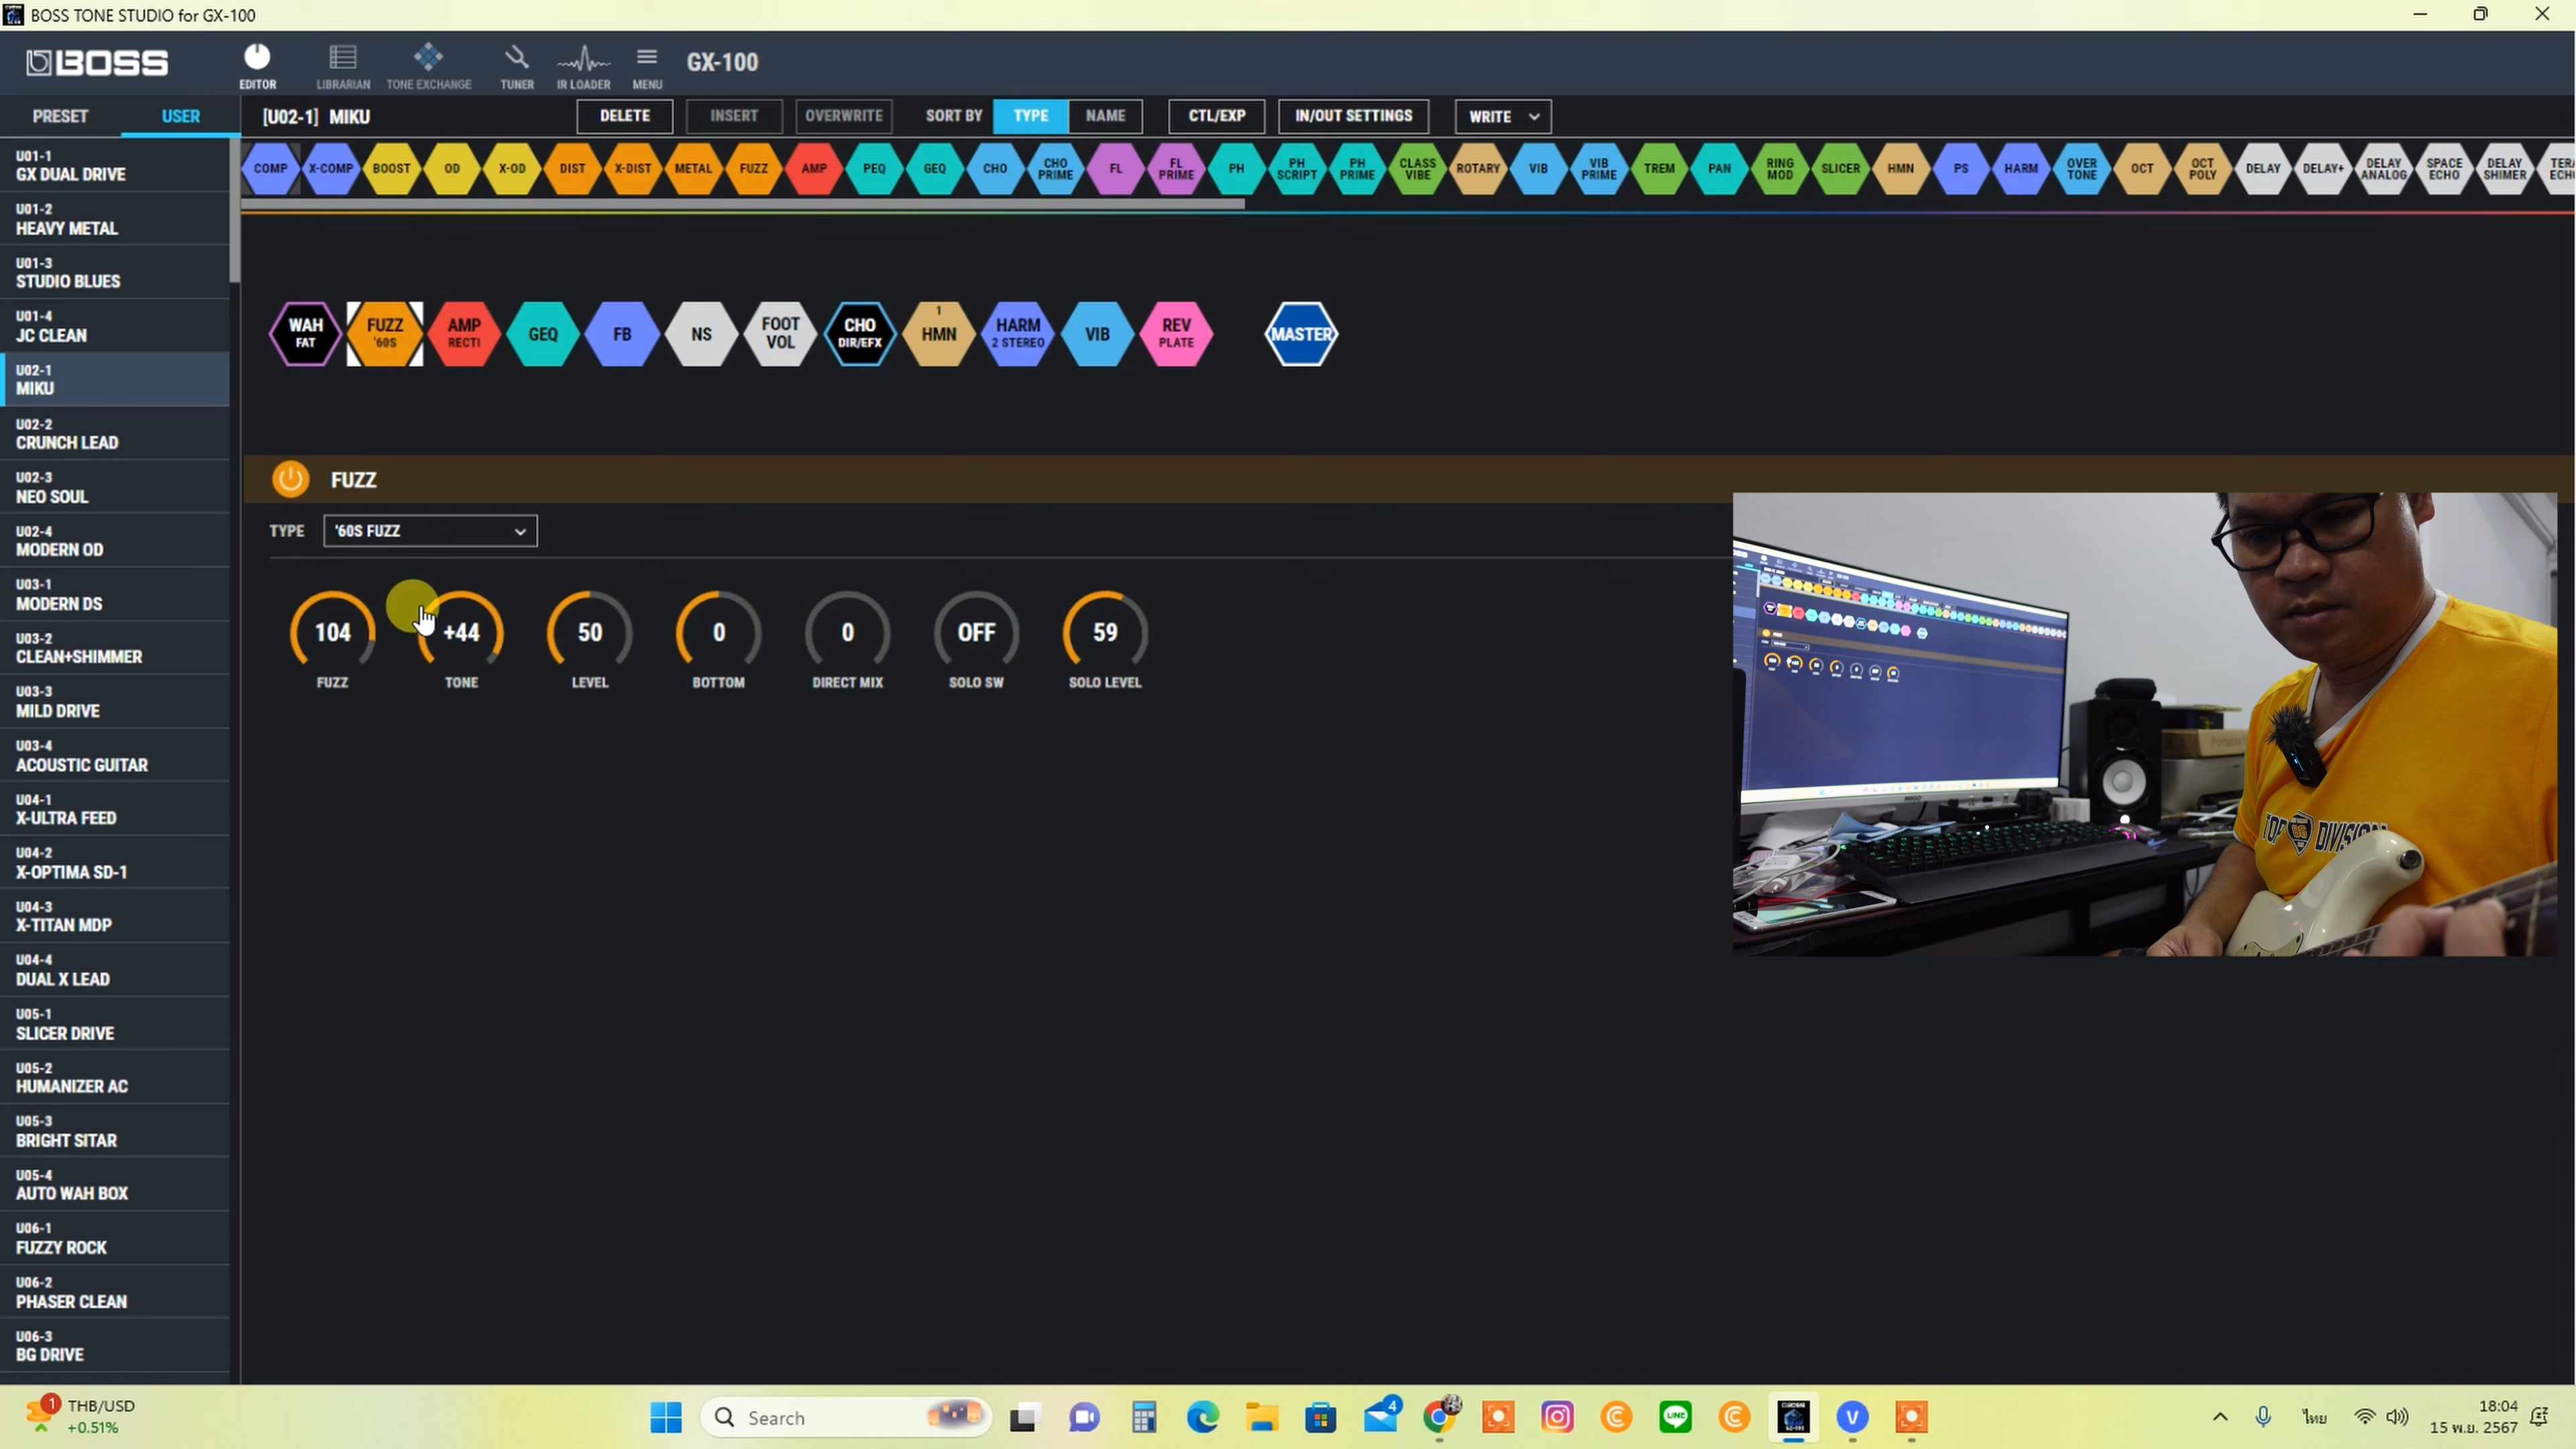 BOSS TONE STUDIO for GX-100
BOSS
EDITOR
LIBRARIAN
TONE EXCHANGE
TUNER
IR LOADER
MENU
GX-100
PRESET
USER
[U02-1] MIKU
DELETE
INSERT
OVERWRITE
SORT BY
TYPE
NAME
CTL/EXP
IN/OUT SETTINGS
WRITE
COMP
X-COMP
BOOST
OD
X-OD
DIST
X-DIST
METAL
FUZZ
AMP
PEQ
GEQ
CHO
CHO
PRIME
FL
FL
PRIME
PH
PH
SCRIPT
PH
PRIME
CLASS
VIBE
ROTARY
VIB
VIB
PRIME
TREM
PAN
RING
MOD
SLICER
HMN
PS
HARM
OVER
TONE
OCT
OCT
POLY
DELAY
DELAY+
DELAY
ANALOG
SPACE
ECHO
DELAY
SHIMER
TER
ECH
U01-1
GX DUAL DRIVE
U01-2
HEAVY METAL
U01-3
STUDIO BLUES
U01-4
JC CLEAN
U02-1
MIKU
U02-2
CRUNCH LEAD
U02-3
NEO SOUL
U02-4
MODERN OD
U03-1
MODERN DS
U03-2
CLEAN+SHIMMER
U03-3
MILD DRIVE
U03-4
ACOUSTIC GUITAR
U04-1
X-ULTRA FEED
U04-2
X-OPTIMA SD-1
U04-3
X-TITAN MDP
U04-4
DUAL X LEAD
U05-1
SLICER DRIVE
U05-2
HUMANIZER AC
U05-3
BRIGHT SITAR
U05-4
AUTO WAH BOX
U06-1
FUZZY ROCK
U06-2
PHASER CLEAN
U06-3
BG DRIVE
WAH
FAT
FUZZ
'60S
AMP
RECTI
GEQ
FB
NS
FOOT
VOL
CHO
DIR/EFX
1
HMN
HARM
2 STEREO
VIB
REV
PLATE
MASTER
FUZZ
TYPE
'60S FUZZ
104
+44
50
0
0
OFF
59
FUZZ
TONE
LEVEL
BOTTOM
DIRECT MIX
SOLO SW
SOLO LEVEL
TOP 66 DIVISION
1
THB/USD
+0.51%
Search
4
LINE
V
ไทย
18:04
15 พ.ย. 2567